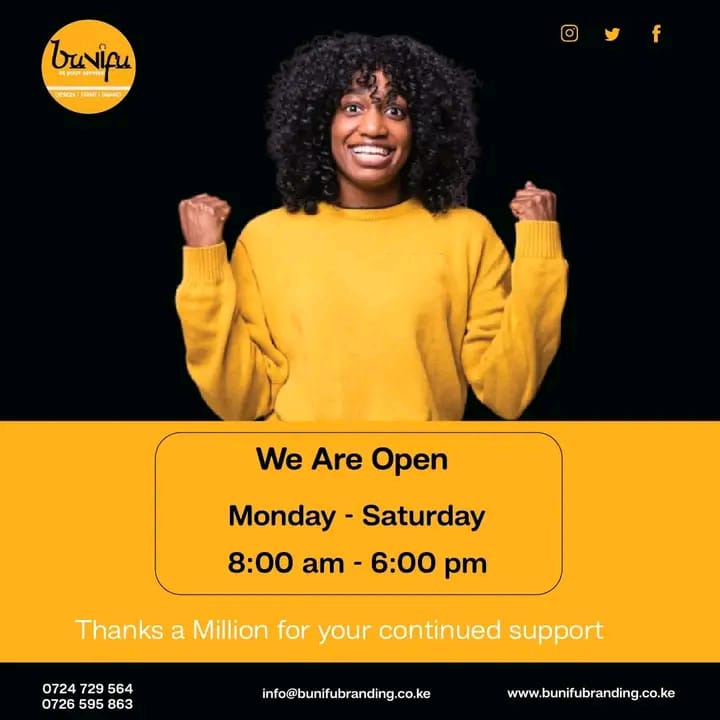 bunifu
at your service
DESIGN | PRINT | BRAND
We Are Open
Monday - Saturday
8:00 am - 6:00 pm
Thanks a Million for your continued support
0724 729 564
0726 595 863
info@bunifubranding.co.ke
www.bunifubranding.co.ke